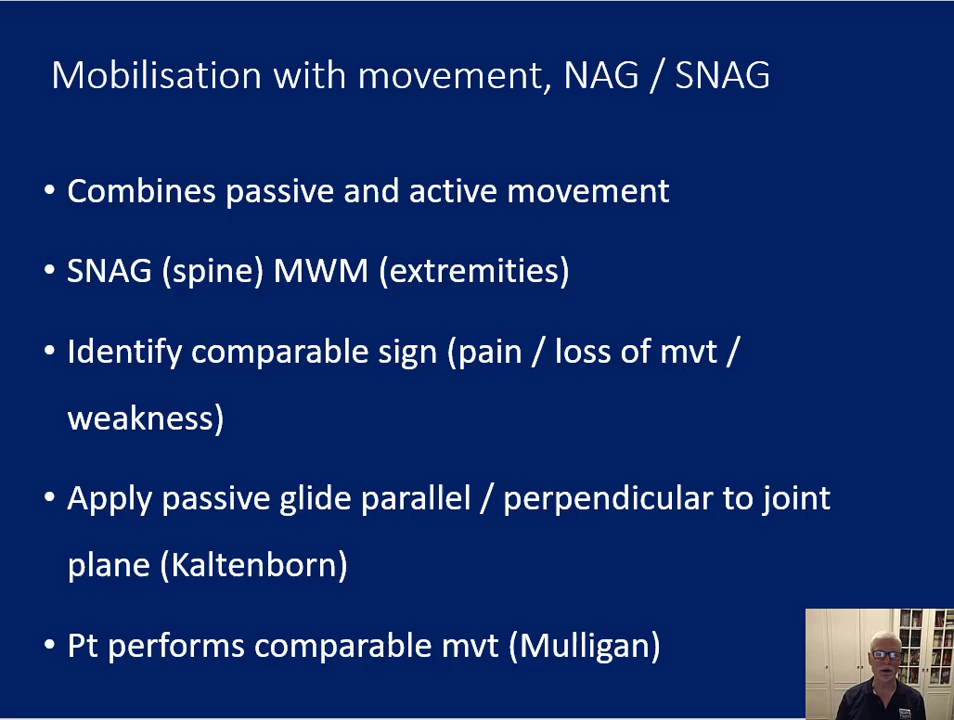 Mobilisation with movement, NAG / SNAG
• Combines passive and active movement
• SNAG (spine) MWM (extremities)
• Identify comparable sign (pain / loss of mvt /
weakness)
• Apply passive glide parallel / perpendicular to joint
plane (Kaltenborn)
• Pt performs comparable mvt (Mulligan)